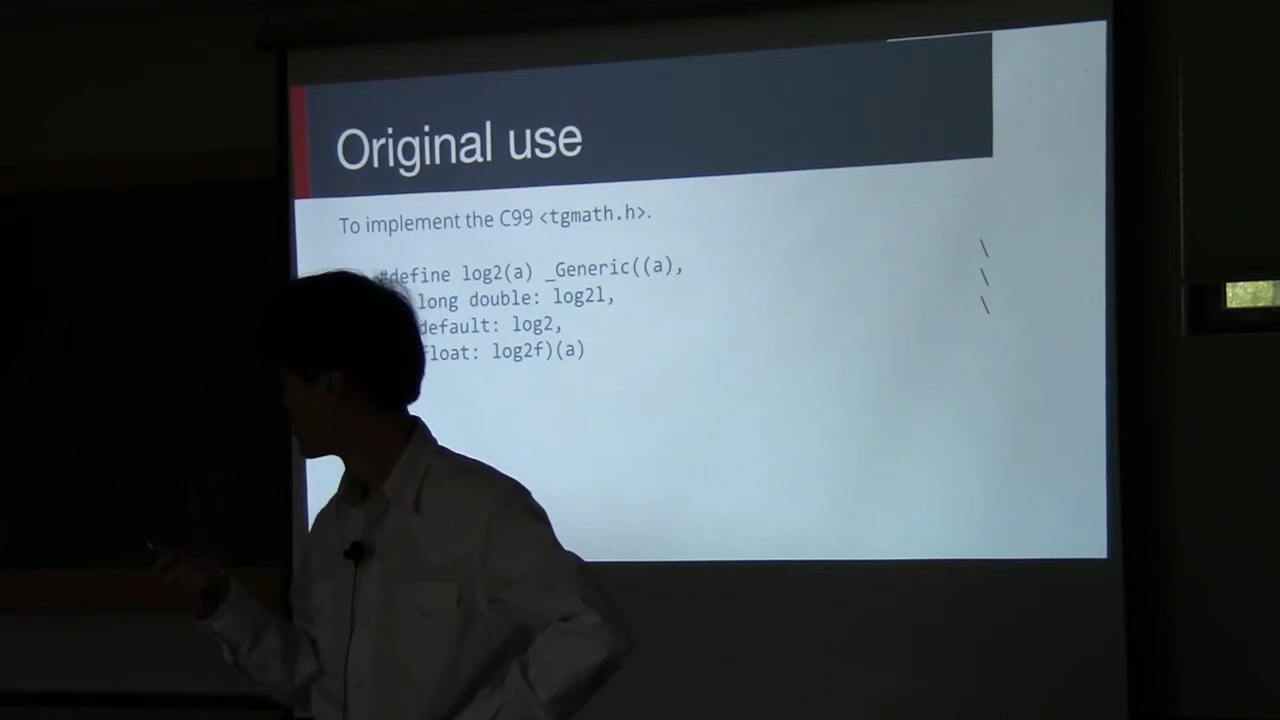 Original use
To implement the C99 <tgmath.h>.
#define log2(a) _Generic((a), \
long double: log2l, \
default: log2, \
float: log2f)(a)